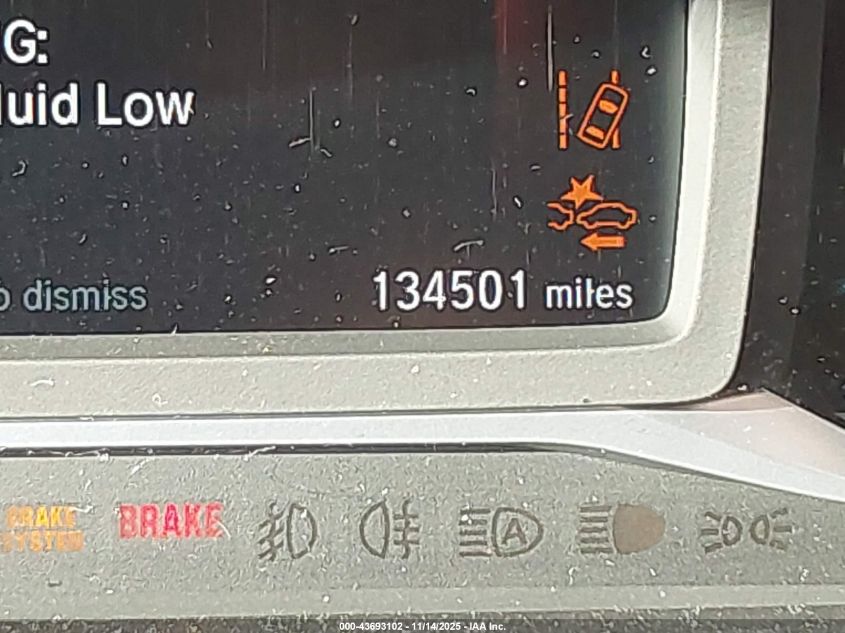 G:
luid Low
o dismiss
134501 miles
BRAKE
SYSTEM
BRAKE
A
000-43693102 - 11/14/2025 - IAA Inc.